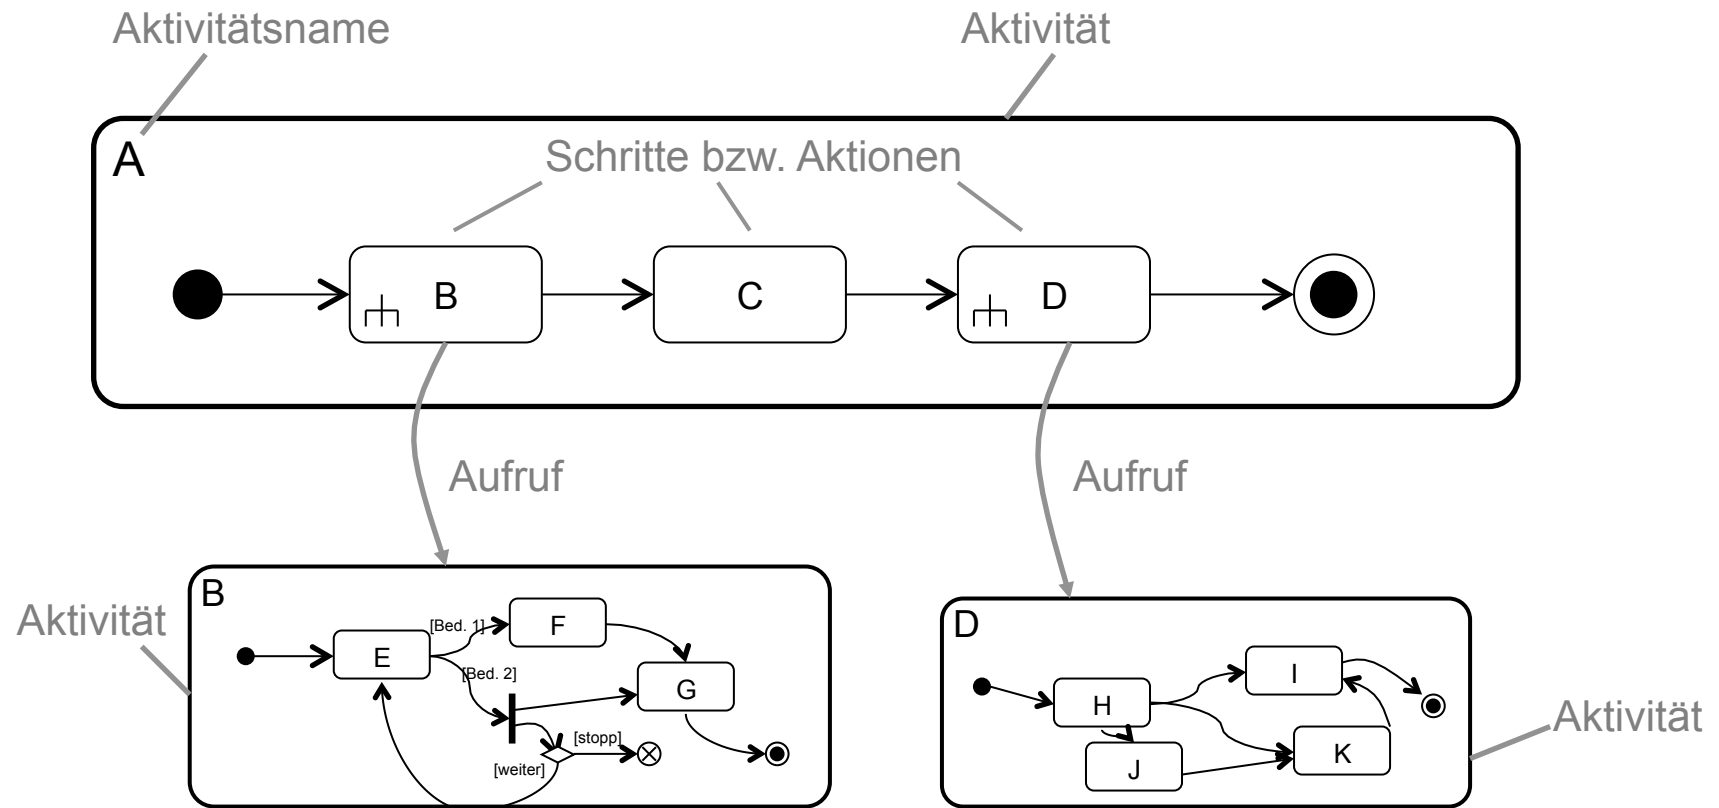 Aktivitätsname
Aktivität
A
Schritte bzw. Aktionen
B
C
D
Aufruf
Aufruf
B
Aktivität
E
[Bed. 1]
F
[Bed. 2]
G
[stopp]
[weiter]
D
H
I
J
K
Aktivität